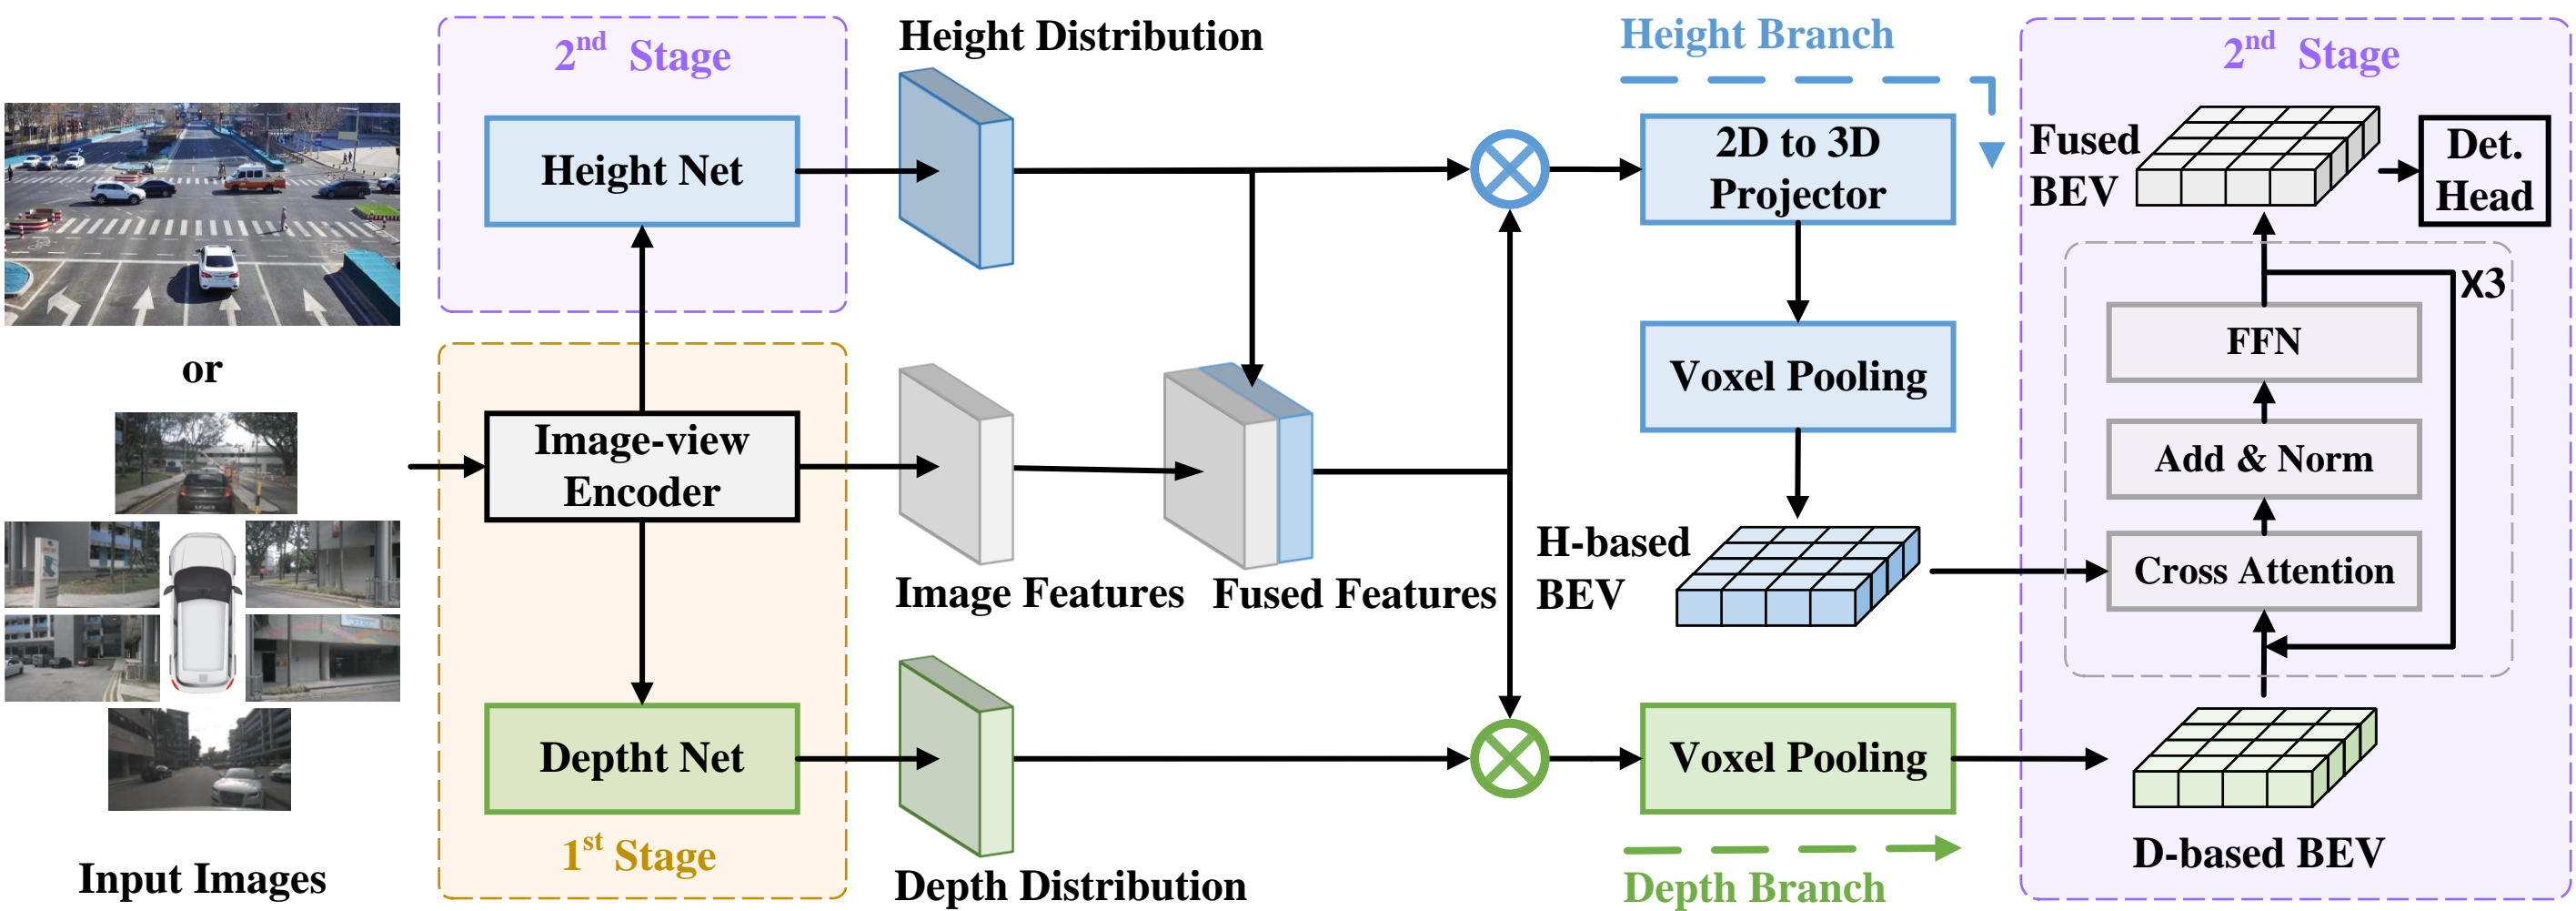 Input Images
or
2nd Stage
Height Net
Image-view
Encoder
Deptht Net
1st Stage
Height Distribution
Image Features
Fused Features
Depth Distribution
Height Branch
2D to 3D
Projector
Voxel Pooling
H-based
BEV
Voxel Pooling
Depth Branch
2nd Stage
Fused
BEV
Det.
Head
X3
FFN
Add & Norm
Cross Attention
D-based BEV